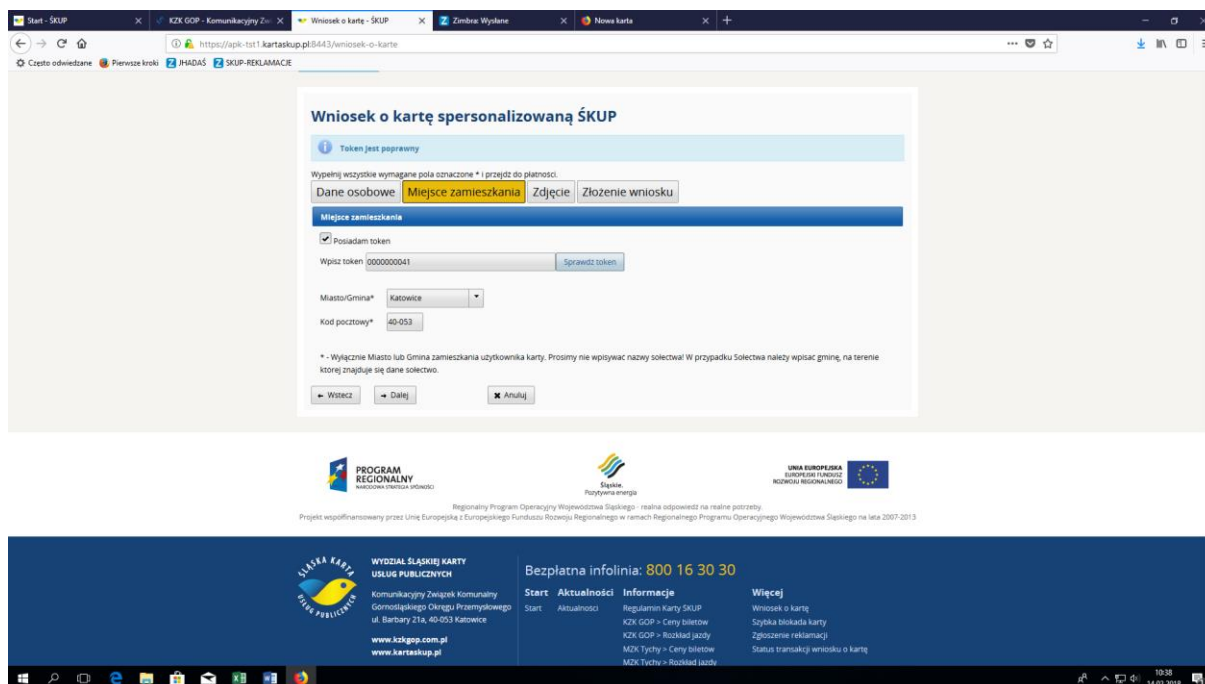 Start - ŚKUP
KZK GOP - Komunikacyjny Zwi
Wniosek o kartę - ŚKUP
Zimbra: Wysłane
Nowa karta
https://apk-tst1.kartaskup.pl:8443/wniosek-o-karte
Często odwiedzane Pierwsze kroki JHADAŚ SKUP-REKLAMACJE
Wniosek o kartę spersonalizowaną ŚKUP
Token jest poprawny
Wypełnij wszystkie wymagane pola oznaczone * i przejdź do płatności.
Dane osobowe Miejsce zamieszkania Zdjęcie Złożenie wniosku
Miejsce zamieszkania
Posiadam token
Wpisz token 0000000041 Sprawdź token
Miasto/Gmina* Katowice
Kod pocztowy* 40-053
* - Wyłącznie Miasto lub Gmina zamieszkania użytkownika karty. Prosimy nie wpisywać nazwy sołectwa! W przypadku Sołectwa należy wpisac gminę, na terenie
ktorej znajduje się dane sołectwo.
Wstecz Dalej Anuluj
PROGRAM
REGIONALNY
NARODOWA STRATEGIA SPÓJNOŚCI
Śląskie.
Pozytywna energia
UNIA EUROPEJSKA
EUROPEJSKI FUNDUSZ
ROZWOJU REGIONALNEGO
Regionalny Program Operacyjny Województwa Śląskiego - realna odpowiedź na realne potrzeby.
Projekt współfinansowany przez Unię Europejską z Europejskiego Funduszu Rozwoju Regionalnego w ramach Regionalnego Programu Operacyjnego Województwa Śląskiego na lata 2007-2013
ŚLĄSKA KARTA
USŁUG PUBLICZNYCH
WYDZIAŁ ŚLĄSKIEJ KARTY
USŁUG PUBLICZNYCH
Komunikacyjny Związek Komunalny
Górnośląskiego Okręgu Przemysłowego
ul. Barbary 21a, 40-053 Katowice
www.kzkgop.com.pl
www.kartaskup.pl
Bezpłatna infolinia: 800 16 30 30
Start
Start
Aktualności
Aktualności
Informacje
Regulamin Karty ŚKUP
KZK GOP > Ceny biletów
KZK GOP > Rozkład jazdy
MZK Tychy > Ceny biletów
MZK Tychy > Rozkład jazdy
Więcej
Wniosek o kartę
Szybka blokada karty
Zgłoszenie reklamacji
Status transakcji wniosku o kartę
10:38
14.02.2018